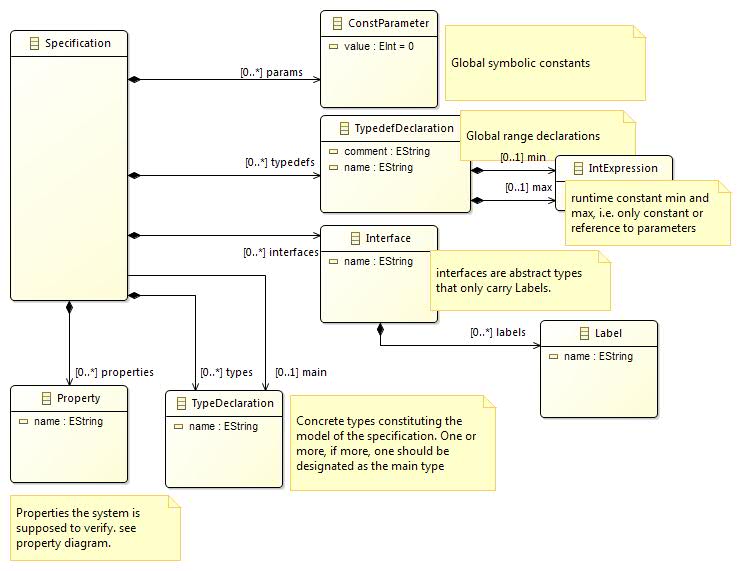 Specification
ConstParameter
value : EInt = 0
Global symbolic constants
[0..*] params
TypedefDeclaration
comment : EString
name : EString
Global range declarations
[0..*] typedefs
[0..1] min
[0..1] max
IntExpression
runtime constant min and
max, i.e. only constant or
reference to parameters
Interface
name : EString
[0..*] interfaces
interfaces are abstract types
that only carry Labels.
[0..*] labels
Label
name : EString
[0..*] properties
[0..*] types
[0..1] main
Property
name : EString
TypeDeclaration
name : EString
Concrete types constituting the
model of the specification. One or
more, if more, one should be
designated as the main type
Properties the system is
supposed to verify. see
property diagram.